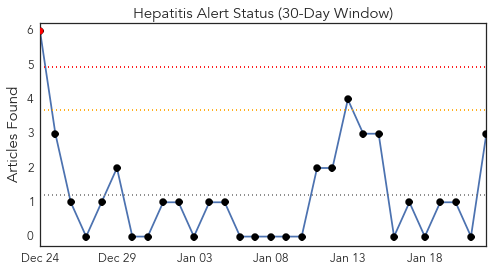 Hepatitis Alert Status (30-Day Window)
Articles Found
6
5
4
3
2
1
0
Dec 24 Dec 29 Jan 03 Jan 08 Jan 13 Jan 18